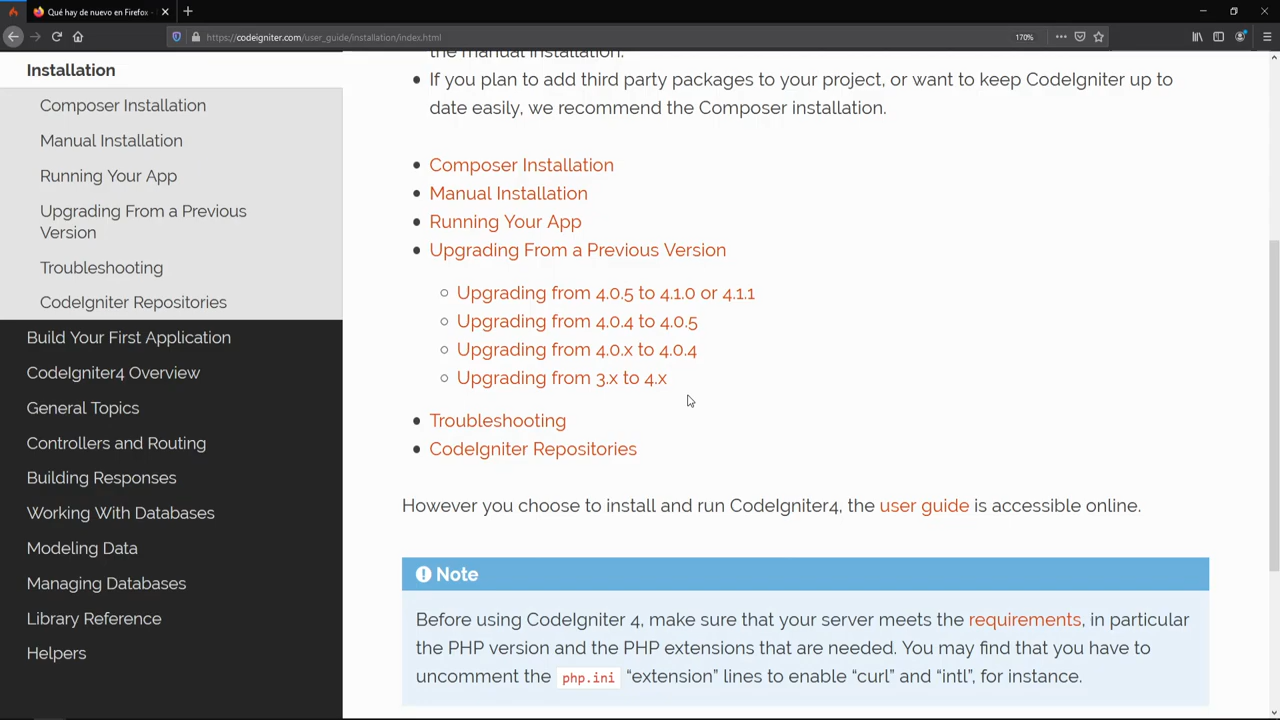 Qué hay de nuevo en Firefox -
https://codeigniter.com/user_guide/installation/index.html
170%
Installation
Composer Installation
Manual Installation
Running Your App
Upgrading From a Previous
Version
Troubleshooting
CodeIgniter Repositories
Build Your First Application
CodeIgniter4 Overview
General Topics
Controllers and Routing
Building Responses
Working With Databases
Modeling Data
Managing Databases
Library Reference
Helpers
the manual installation.
If you plan to add third party packages to your project, or want to keep CodeIgniter up to
date easily, we recommend the Composer installation.
Composer Installation
Manual Installation
Running Your App
Upgrading From a Previous Version
Upgrading from 4.0.5 to 4.1.0 or 4.1.1
Upgrading from 4.0.4 to 4.0.5
Upgrading from 4.0.x to 4.0.4
Upgrading from 3.x to 4.x
Troubleshooting
CodeIgniter Repositories
However you choose to install and run CodeIgniter4, the user guide is accessible online.
Note
Before using CodeIgniter 4, make sure that your server meets the requirements, in particular
the PHP version and the PHP extensions that are needed. You may find that you have to
uncomment the php.ini “extension” lines to enable “curl” and “intl”, for instance.